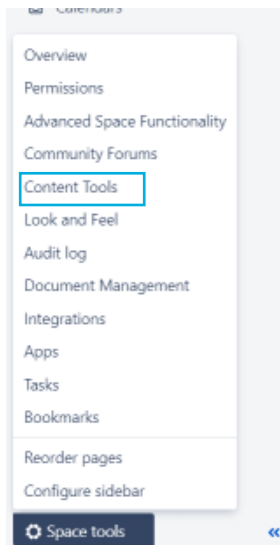 Calendars
Overview
Permissions
Advanced Space Functionality
Community Forums
Content Tools
Look and Feel
Audit log
Document Management
Integrations
Apps
Tasks
Bookmarks
Reorder pages
Configure sidebar
Space tools